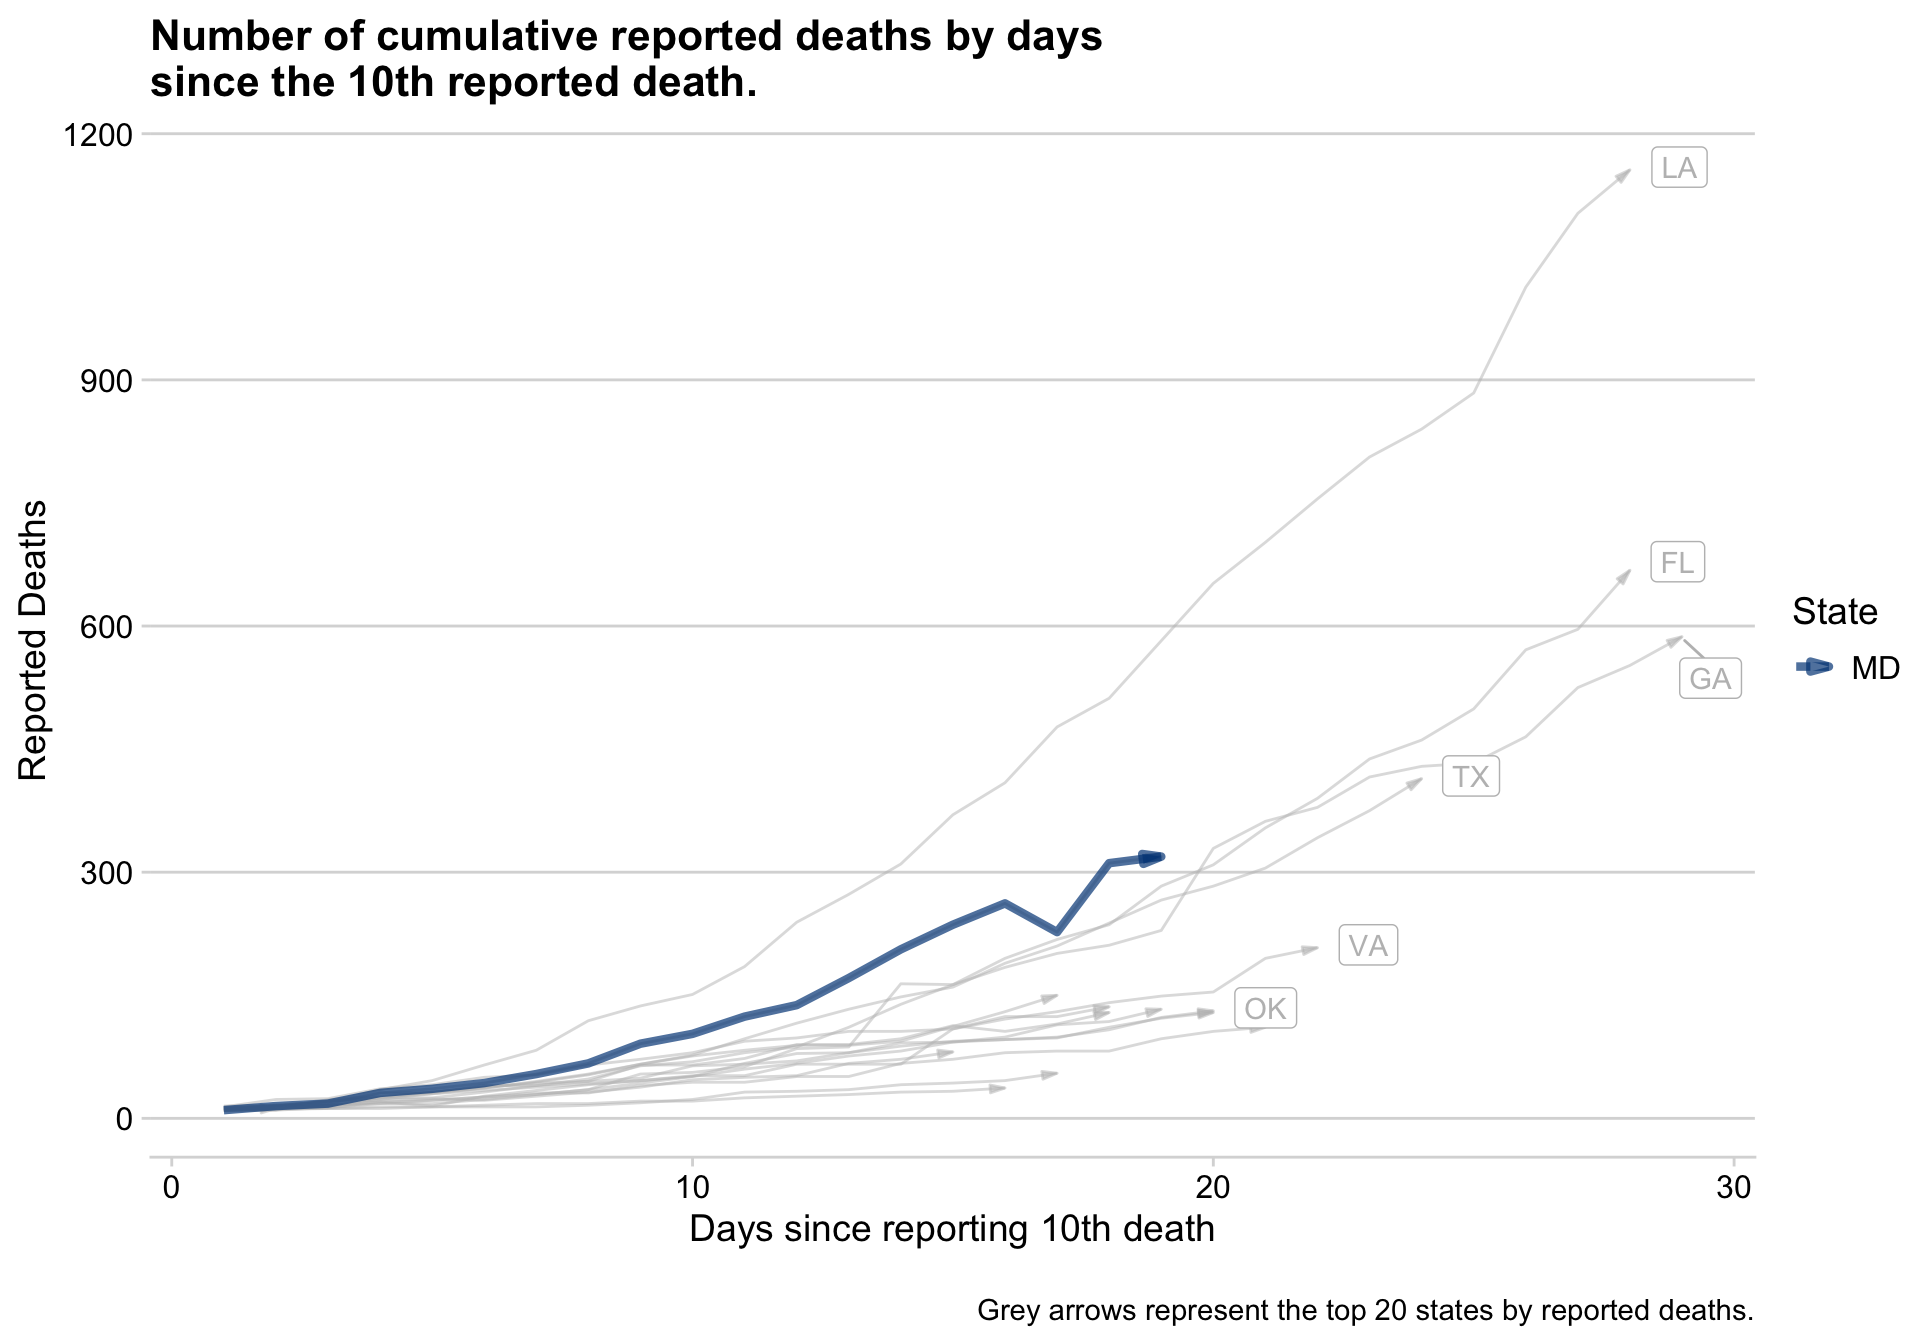 Number of cumulative reported deaths by days
since the 10th reported death.
1200
900
600
300
0
Reported Deaths
LA
FL
GA
TX
VA
OK
State
MD
0 10 20 30
Days since reporting 10th death
Grey arrows represent the top 20 states by reported deaths.